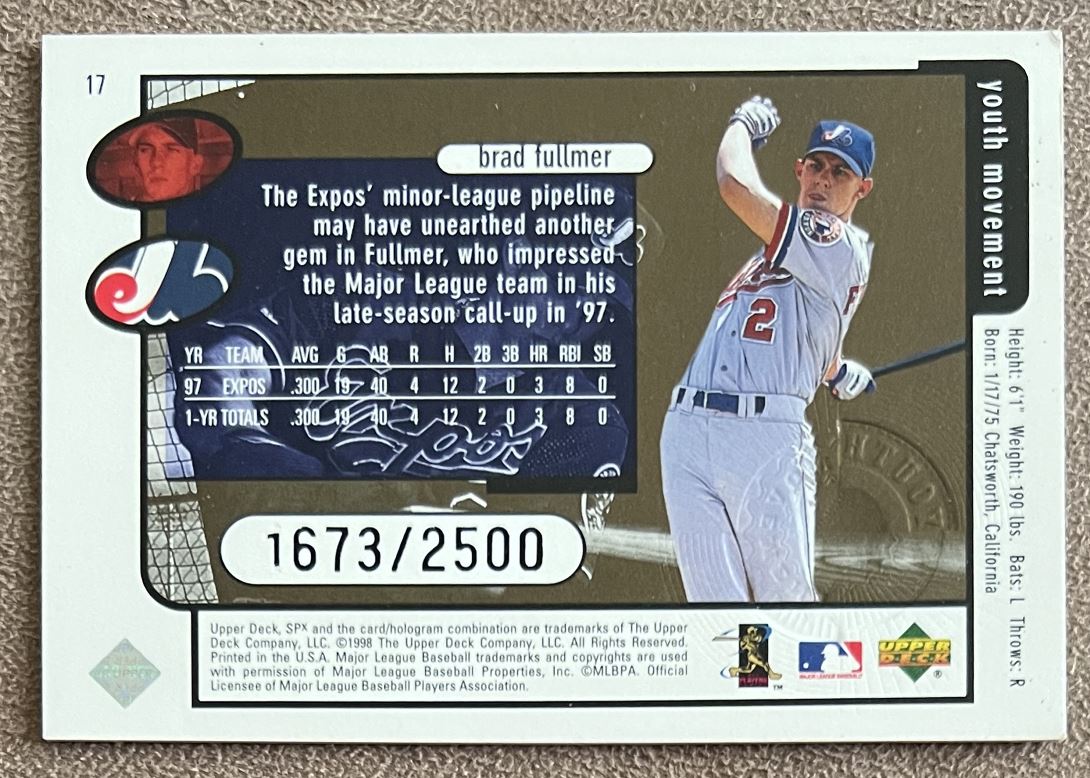 17
youth movement
brad fullmer
The Expos' minor-league pipeline
may have unearthed another
gem in Fullmer, who impressed
the Major League team in his
late-season call-up in '97.
YR TEAM AVG G AB R H 2B 3B HR RBI SB
97 EXPOS .300 19 40 4 12 2 0 3 8 0
1-YR TOTALS .300 19 40 4 12 2 0 3 8 0
Expos
2
1673/2500
Height: 6'1" Weight: 190 lbs. Bats: L Throws: R
Born: 1/17/75 Chatsworth, California
Upper Deck, SPx and the card/hologram combination are trademarks of The Upper
Deck Company, LLC. ©1998 The Upper Deck Company, LLC. All Rights Reserved.
Printed in the U.S.A. Major League Baseball trademarks and copyrights are used
with permission of Major League Baseball Properties, Inc. ©MLBPA. Official
Licensee of Major League Baseball Players Association.
PLAYERS
TM
MAJOR LEAGUE BASEBALL
UPPER
DECK
®